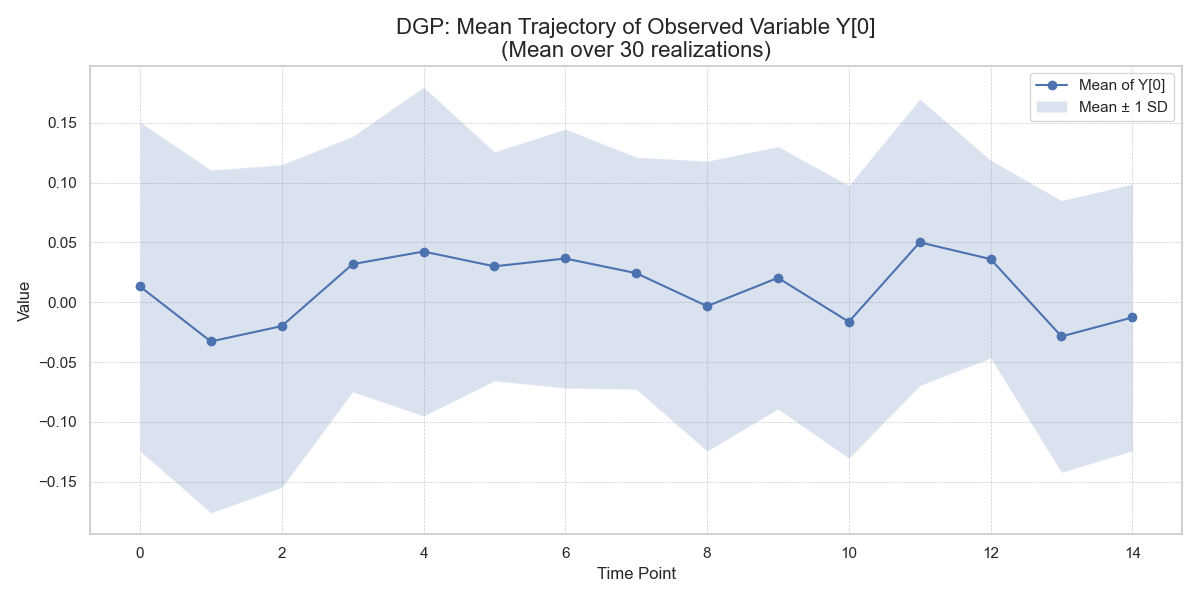 DGP: Mean Trajectory of Observed Variable Y[0]
(Mean over 30 realizations)
Mean of Y[0]
Mean ± 1 SD
Value
0.15
0.10
0.05
0.00
−0.05
−0.10
−0.15
0 2 4 6 8 10 12 14
Time Point